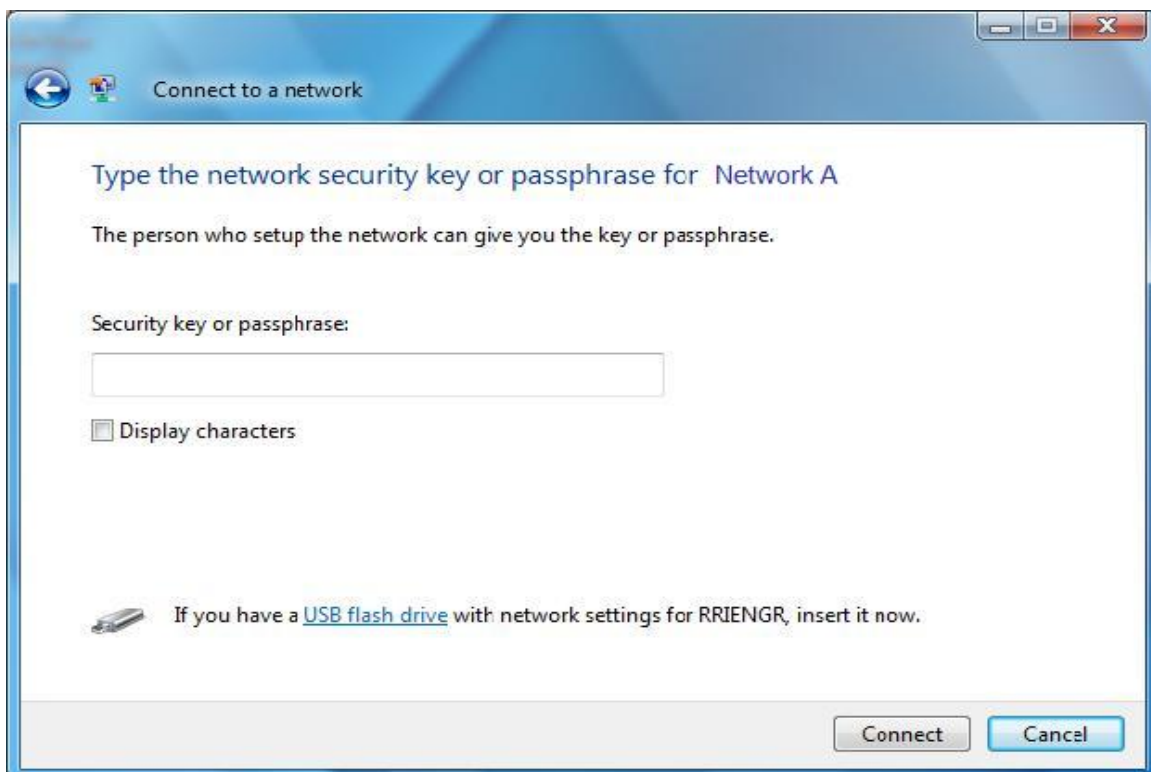 Connect to a network
Type the network security key or passphrase for Network A
The person who setup the network can give you the key or passphrase.
Security key or passphrase:
Display characters
If you have a USB flash drive with network settings for RRIENGR, insert it now.
Connect Cancel